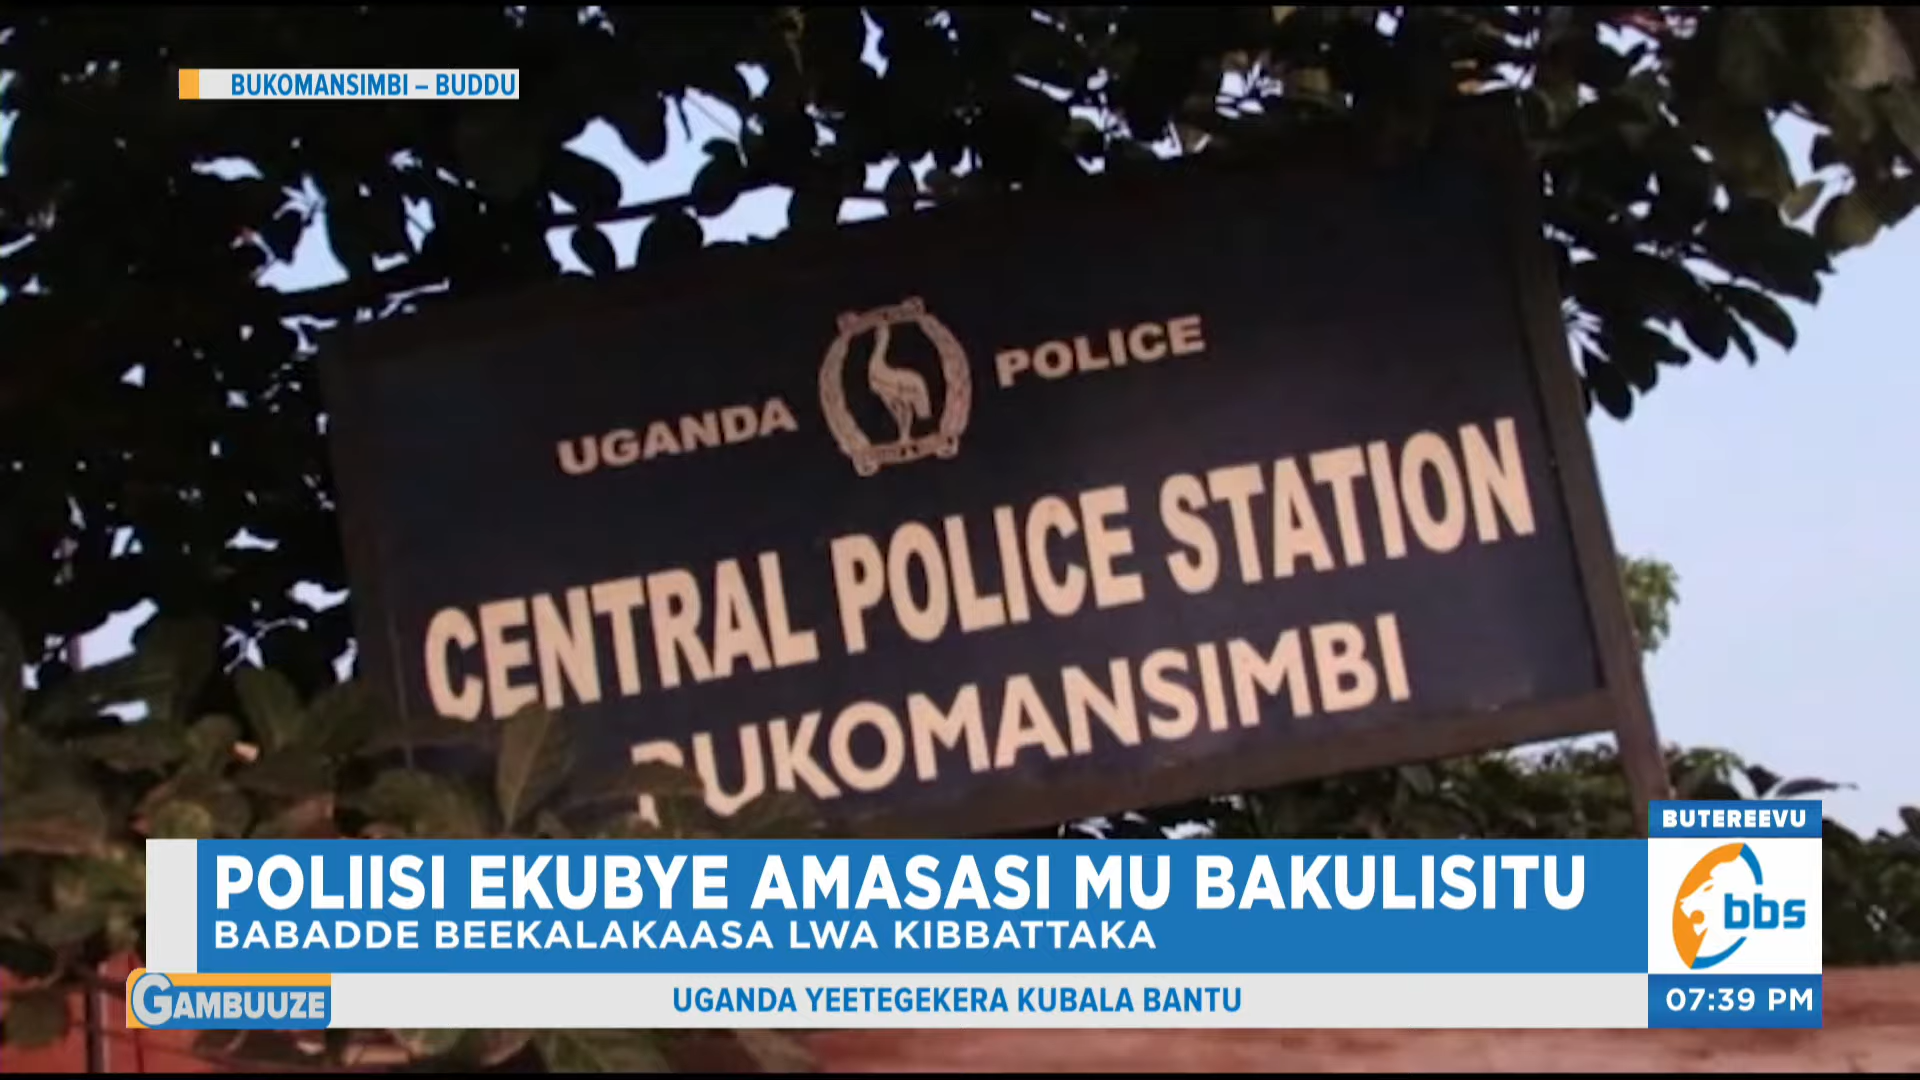 BUKOMANSIMBI – BUDDU
UGANDA POLICE
CENTRAL POLICE STATION
BUKOMANSIMBI
BUTEREEVU
POLIISI EKUBYE AMASASI MU BAKULISITU
BABADDE BEEKALAKAASA LWA KIBBATTAKA
bbs
GAMBUUZE
UGANDA YEETEGEKERA KUBALA BANTU
07:39 PM